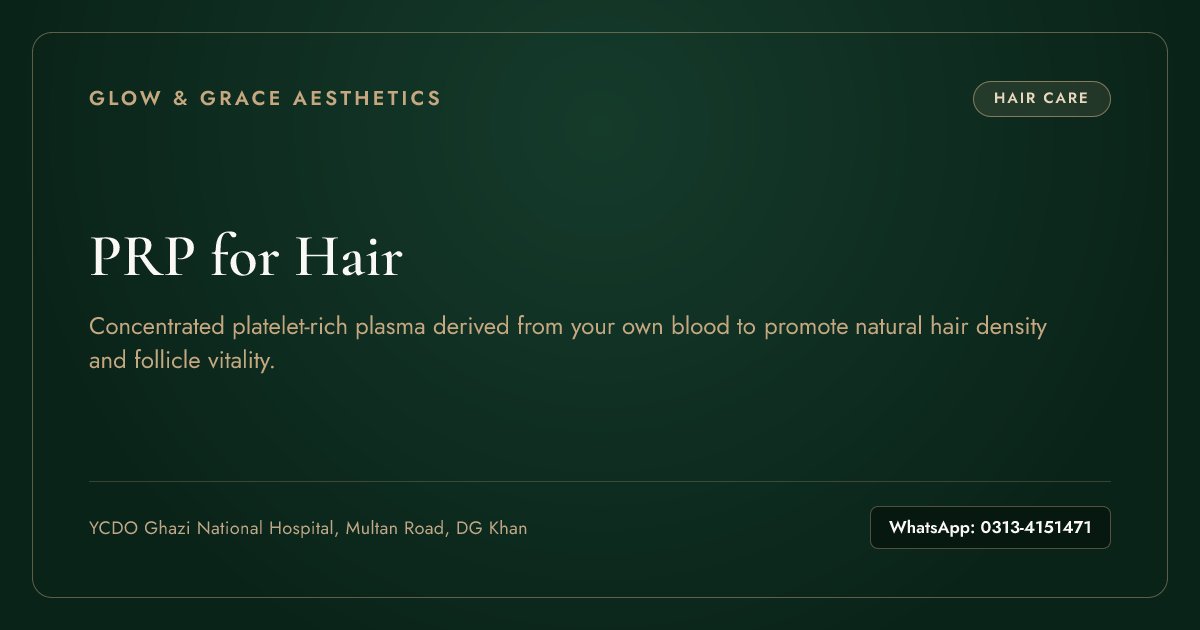 GLOW & GRACE AESTHETICS
HAIR CARE
PRP for Hair
Concentrated platelet-rich plasma derived from your own blood to promote natural hair density
and follicle vitality.
YCDO Ghazi National Hospital, Multan Road, DG Khan
WhatsApp: 0313-4151471